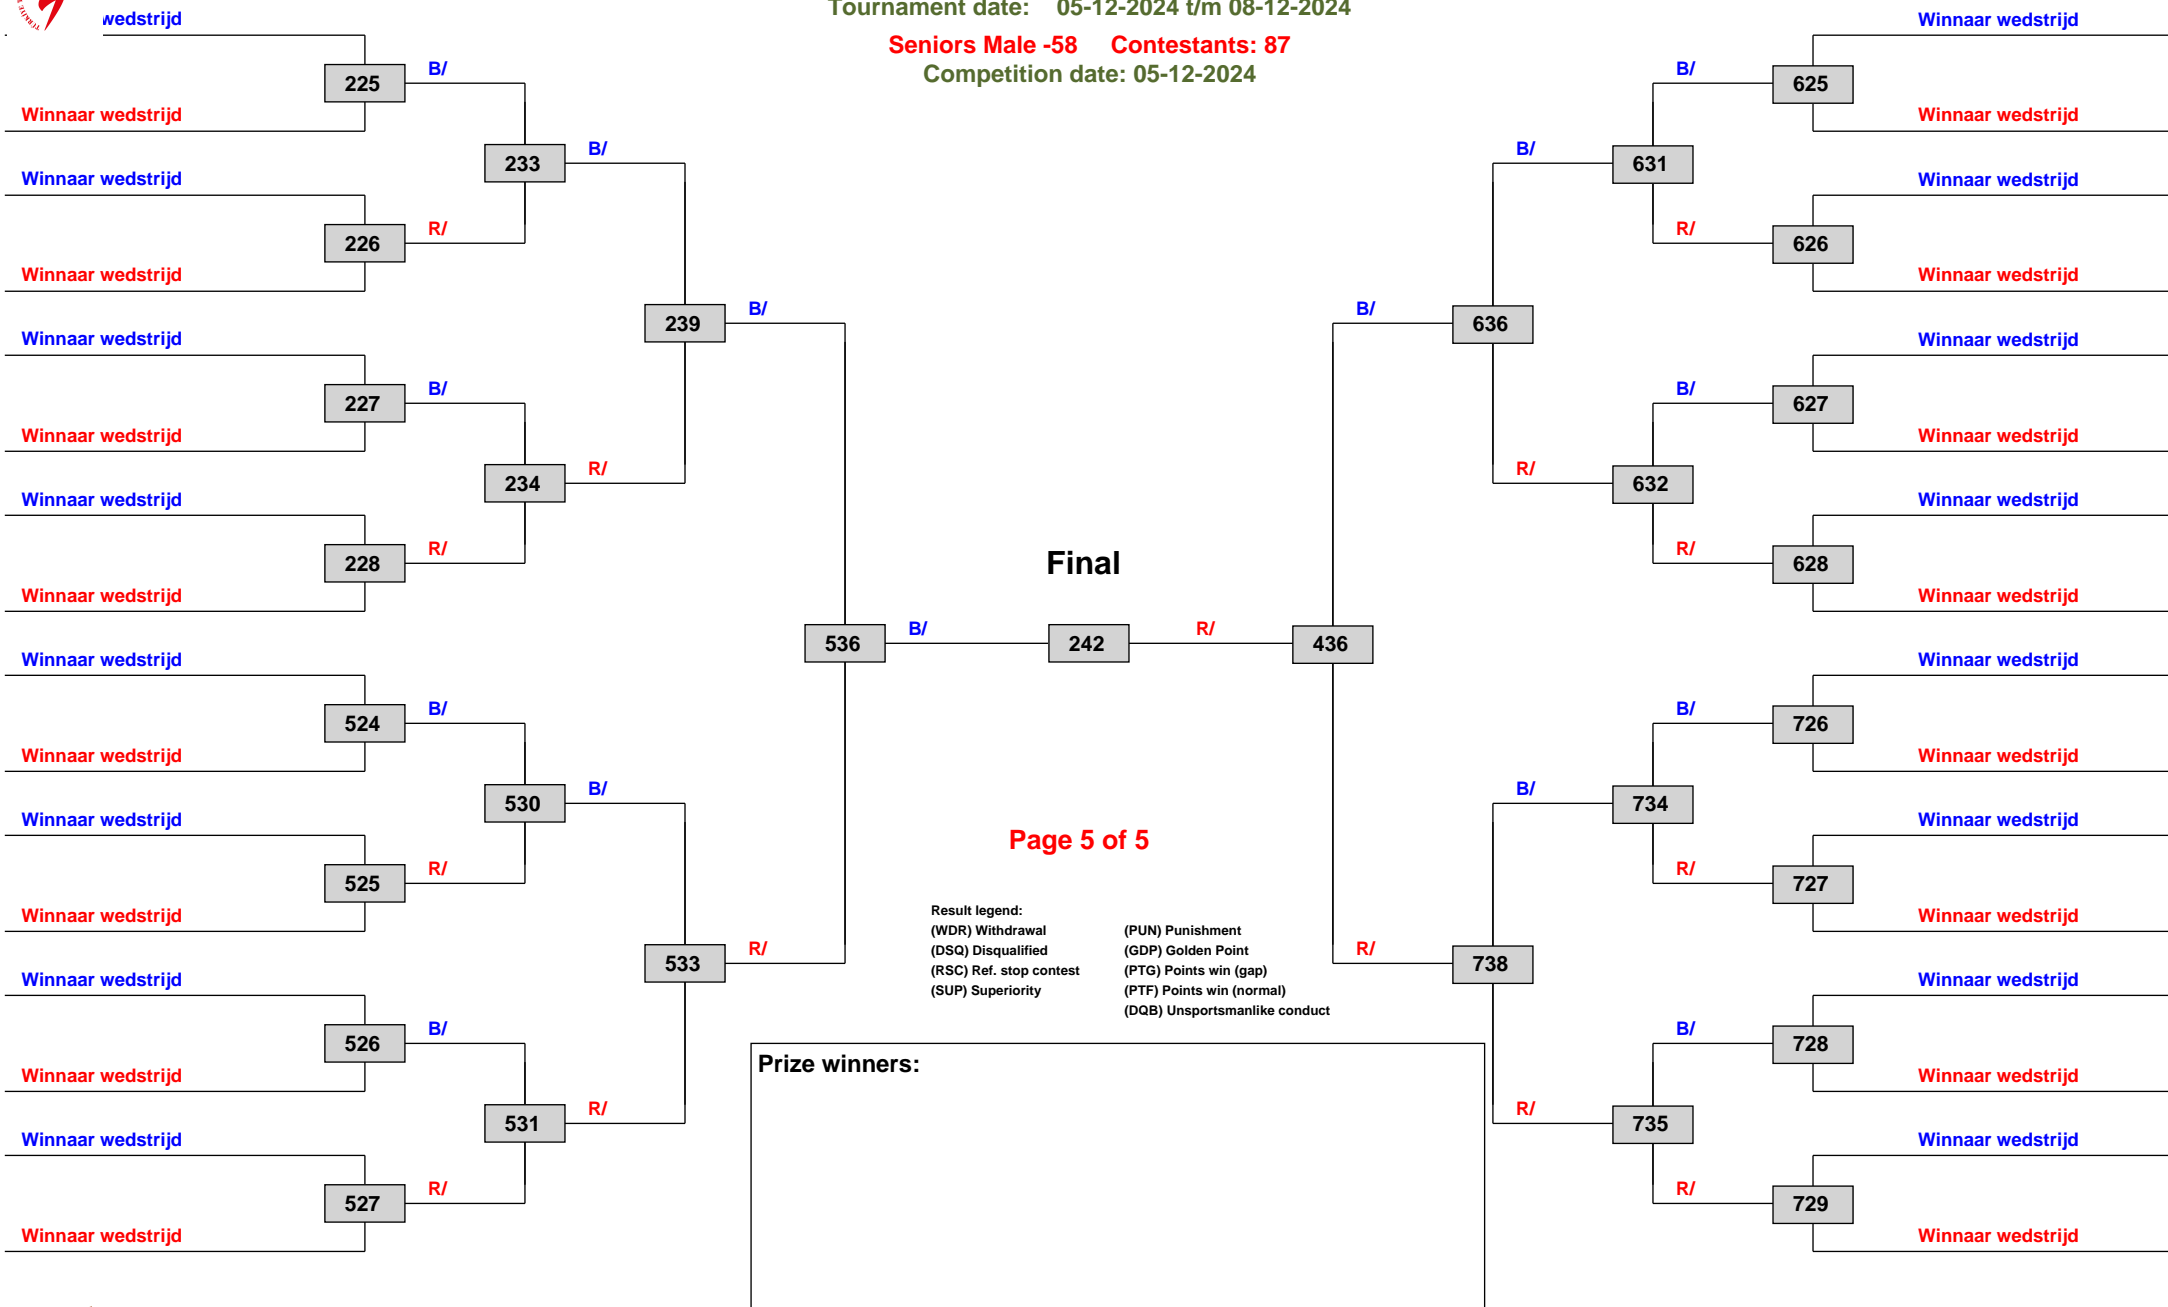 Tournament date: 05-12-2024 t/m 08-12-2024
Seniors Male -58 Contestants: 87
Competition date: 05-12-2024
wedstrijd
225
B/
Winnaar wedstrijd
233
B/
Winnaar wedstrijd
226
R/
Winnaar wedstrijd
239
B/
Winnaar wedstrijd
227
B/
Winnaar wedstrijd
234
R/
Winnaar wedstrijd
228
R/
Winnaar wedstrijd
536
B/
Winnaar wedstrijd
524
B/
Winnaar wedstrijd
530
B/
Winnaar wedstrijd
525
R/
Winnaar wedstrijd
533
R/
Winnaar wedstrijd
526
B/
Winnaar wedstrijd
531
R/
Winnaar wedstrijd
527
R/
Winnaar wedstrijd
Final
242
R/
436
Page 5 of 5
Result legend:
(WDR) Withdrawal
(DSQ) Disqualified
(RSC) Ref. stop contest
(SUP) Superiority
(PUN) Punishment
(GDP) Golden Point
(PTG) Points win (gap)
(PTF) Points win (normal)
(DQB) Unsportsmanlike conduct
Prize winners:
Winnaar wedstrijd
B/
625
Winnaar wedstrijd
B/
631
Winnaar wedstrijd
R/
626
Winnaar wedstrijd
B/
636
Winnaar wedstrijd
B/
627
Winnaar wedstrijd
R/
632
Winnaar wedstrijd
R/
628
Winnaar wedstrijd
Winnaar wedstrijd
B/
726
Winnaar wedstrijd
B/
734
Winnaar wedstrijd
R/
727
Winnaar wedstrijd
R/
738
Winnaar wedstrijd
B/
728
Winnaar wedstrijd
R/
735
Winnaar wedstrijd
R/
729
Winnaar wedstrijd